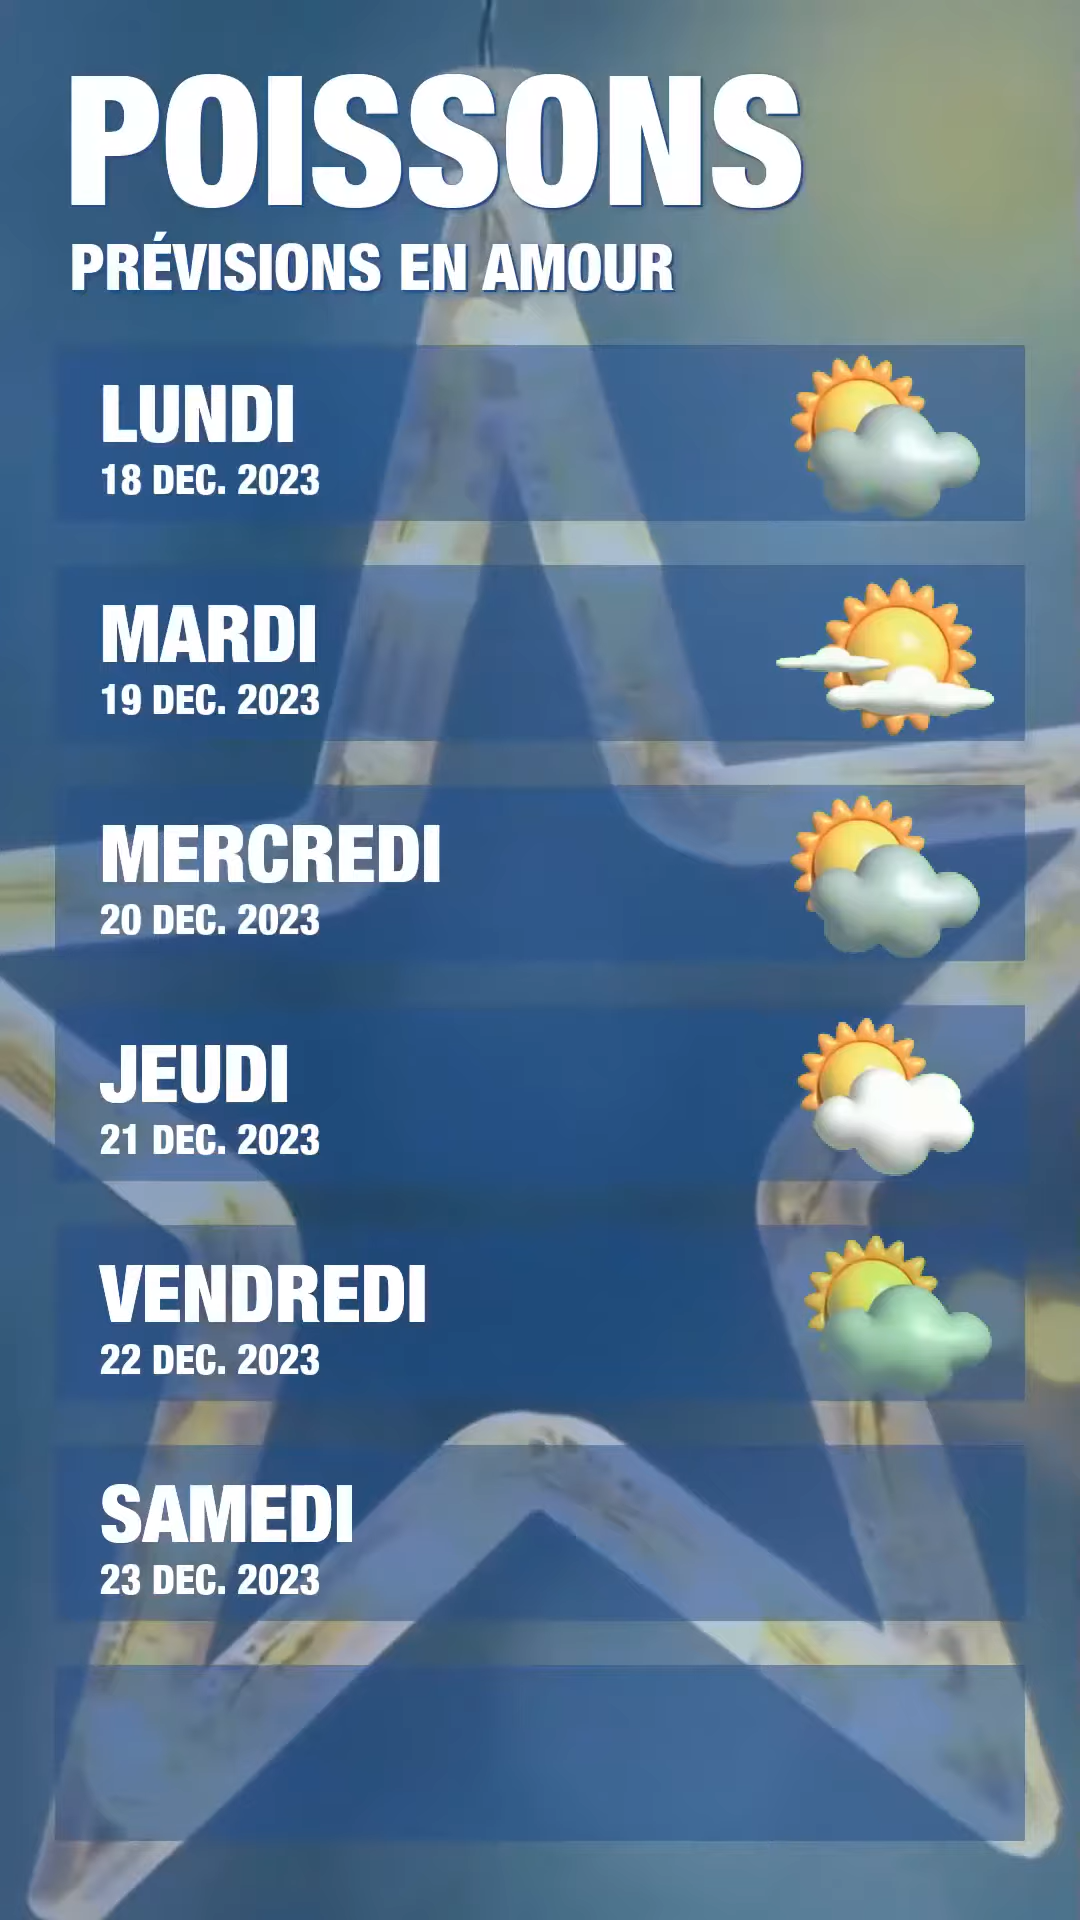 POISSONS
PRÉVISIONS EN AMOUR
LUNDI
18 DEC. 2023
MARDI
19 DEC. 2023
MERCREDI
20 DEC. 2023
JEUDI
21 DEC. 2023
VENDREDI
22 DEC. 2023
SAMEDI
23 DEC. 2023